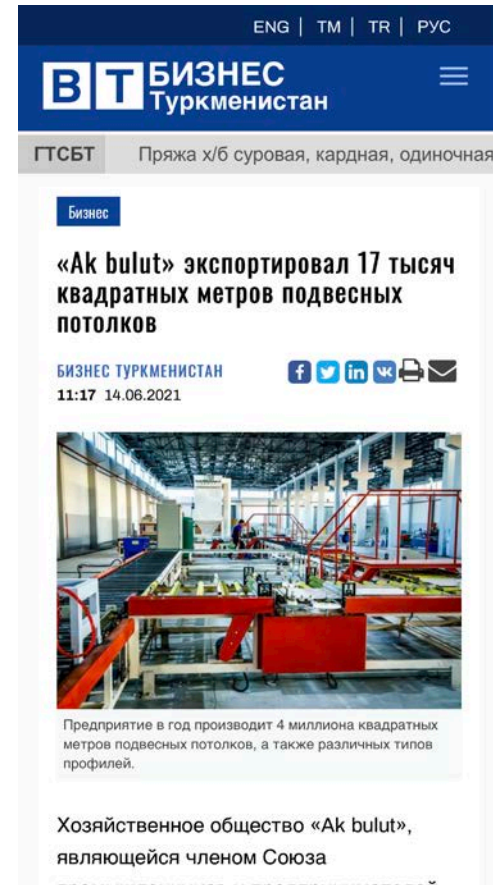 ENG | TM | TR | РУС
ВТ БИЗНЕС
Туркменистан
ГТСБТ Пряжа х/б суровая, кардная, одиночная
Бизнес
«Ak bulut» экспортировал 17 тысяч
квадратных метров подвесных
потолков
БИЗНЕС ТУРКМЕНИСТАН
11:17 14.06.2021
Предприятие в год производит 4 миллиона квадратных
метров подвесных потолков, а также различных типов
профилей.
Хозяйственное общество «Ak bulut»,
являющейся членом Союза